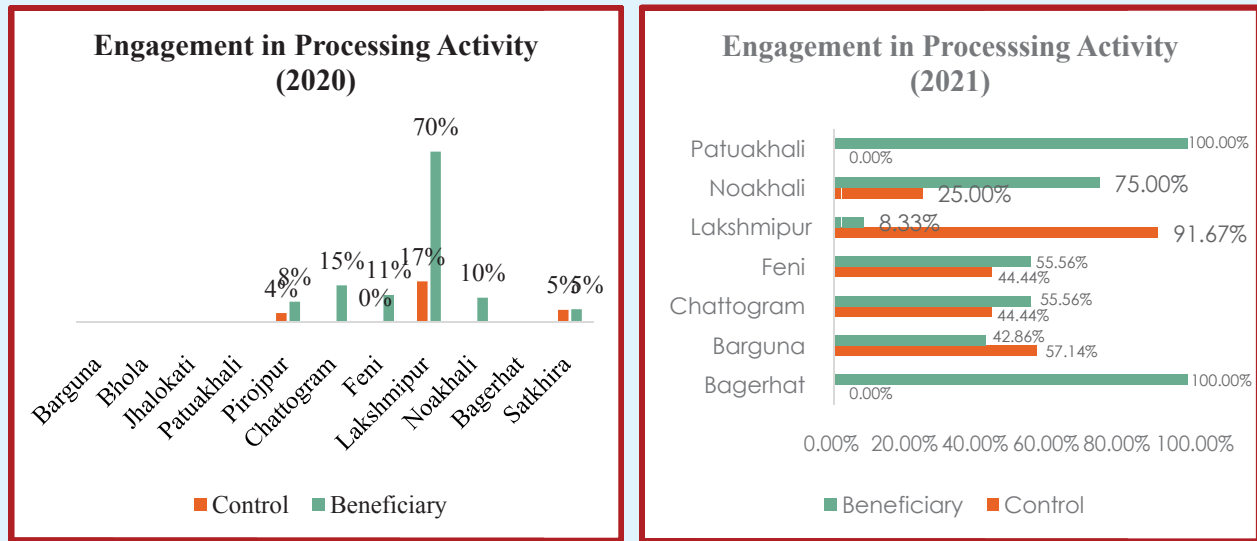 Engagement in Processing Activity
(2020)
70%
17%
15%
11%
10%
8%
4%
0%
5%
5%
Barguna
Bhola
Jhalokati
Patuakhali
Pirojpur
Chattogram
Feni
Lakshmipur
Noakhali
Bagerhat
Satkhira
Control
Beneficiary
Engagement in Processsing Activity
(2021)
Patuakhali
100.00%
0.00%
Noakhali
75.00%
25.00%
Lakshmipur
8.33%
91.67%
Feni
55.56%
44.44%
Chattogram
55.56%
44.44%
Barguna
42.86%
57.14%
Bagerhat
100.00%
0.00%
0.00% 20.00% 40.00% 60.00% 80.00% 100.00%
Beneficiary
Control